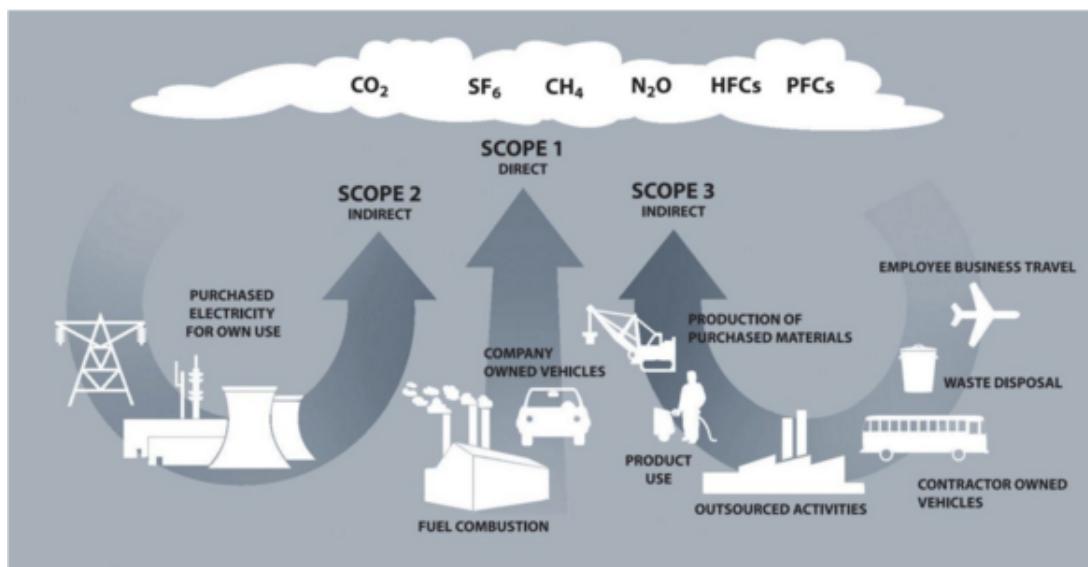 CO₂ SF₆ CH₄ N₂O HFCs PFCs
SCOPE 1
DIRECT
SCOPE 2
INDIRECT
SCOPE 3
INDIRECT
PURCHASED
ELECTRICITY
FOR OWN USE
COMPANY
OWNED VEHICLES
FUEL COMBUSTION
PRODUCTION OF
PURCHASED MATERIALS
PRODUCT
USE
OUTSOURCED ACTIVITIES
EMPLOYEE BUSINESS TRAVEL
WASTE DISPOSAL
CONTRACTOR OWNED
VEHICLES